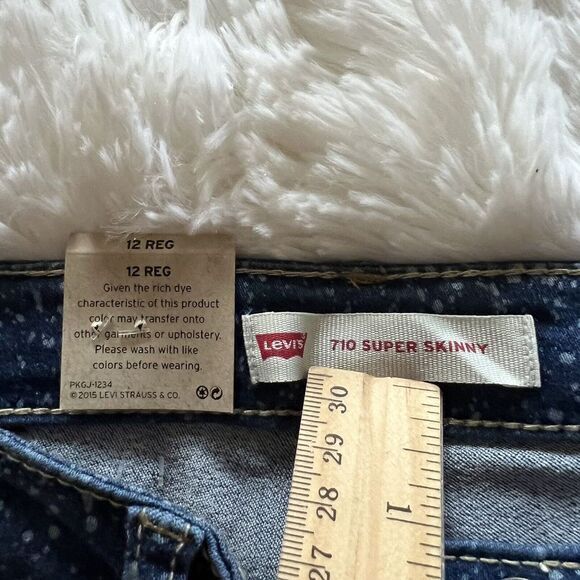 12 REG
12 REG
Given the rich dye
characteristic of this product
color may transfer onto
other garments or upholstery.
Please wash with like
colors before wearing.
PKGJ-1234
© 2015 LEVI STRAUSS & CO.
LEVI'S
710 SUPER SKINNY
30
29
28
27
1